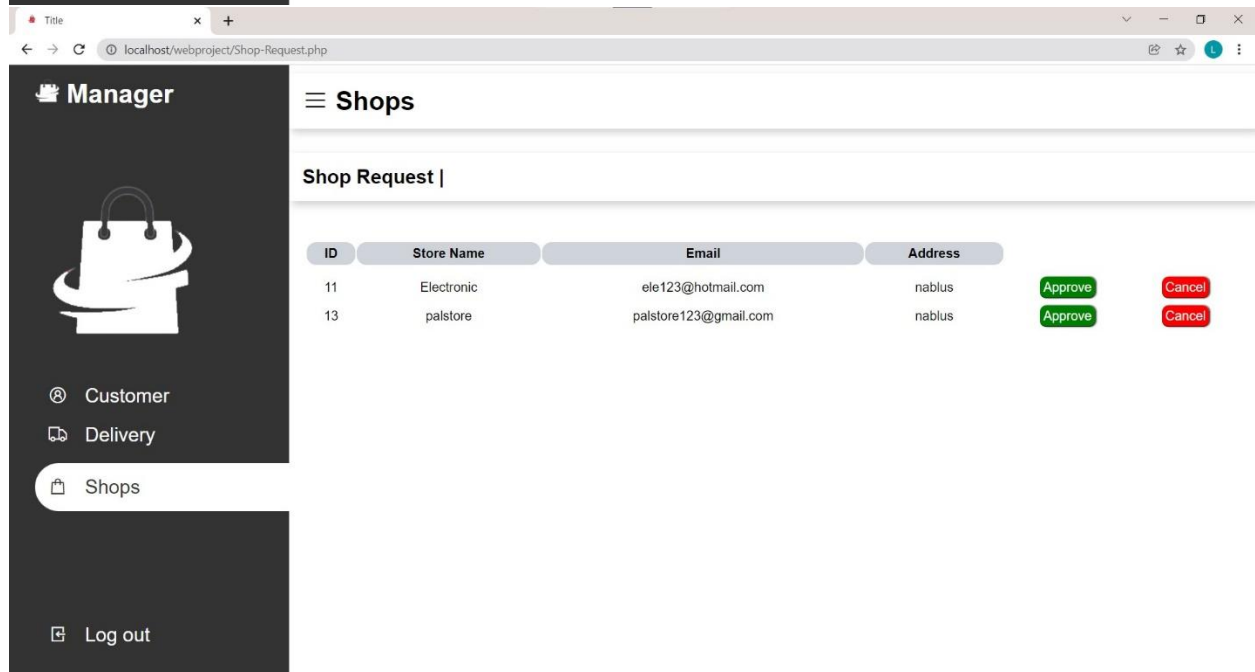 Title
localhost/webproject/Shop-Request.php
L
Manager
Shops
Shop Request |
ID Store Name Email Address
11 Electronic ele123@hotmail.com nablus Approve Cancel
13 palstore palstore123@gmail.com nablus Approve Cancel
Customer
Delivery
Shops
Log out